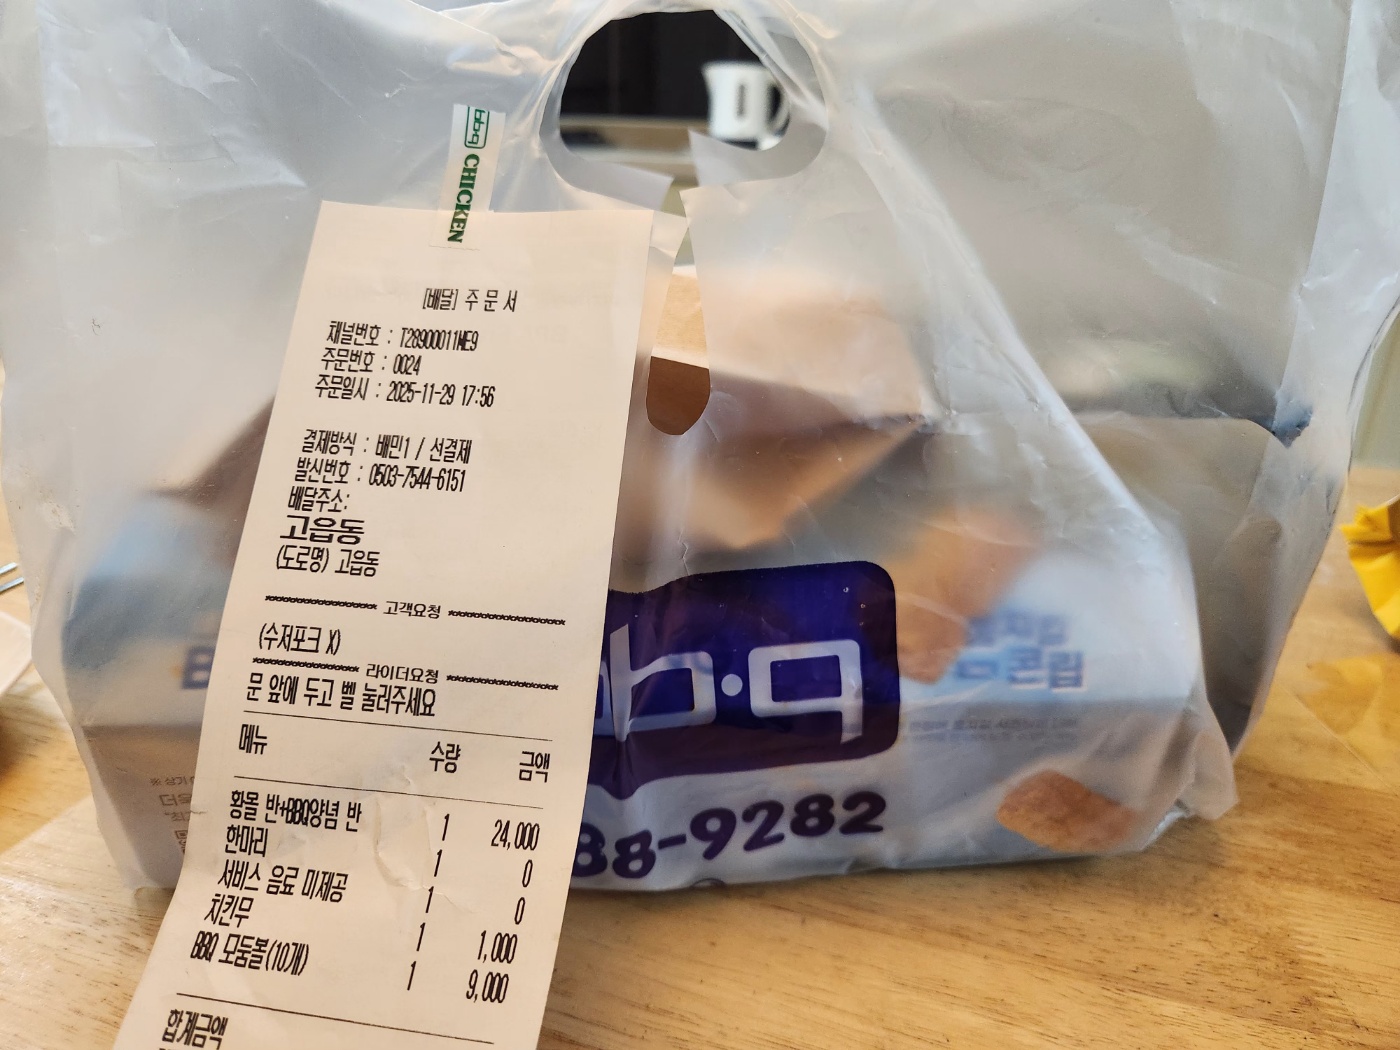 bbq CHICKEN
[배달] 주 문 서
채널번호 : T28900011ME9
주문번호 : 0024
주문일시 : 2025-11-29 17:56
결제방식 : 배민1 / 선결제
발신번호 : 0503-7544-6151
배달주소:
고읍동
(도로명) 고읍동
고객요청
(수저포크 X)
라이더요청
문 앞에 두고 벨 눌러주세요
메뉴 수량 금액
황몰 반+BBQ양념 반 1 24,000
한마리 1 0
서비스 음료 미제공 1 0
치킨무 1 1,000
BBQ 모둠볼(10개) 1 9,000
합계금액
b·q
88-9282
콘립
※ 상기